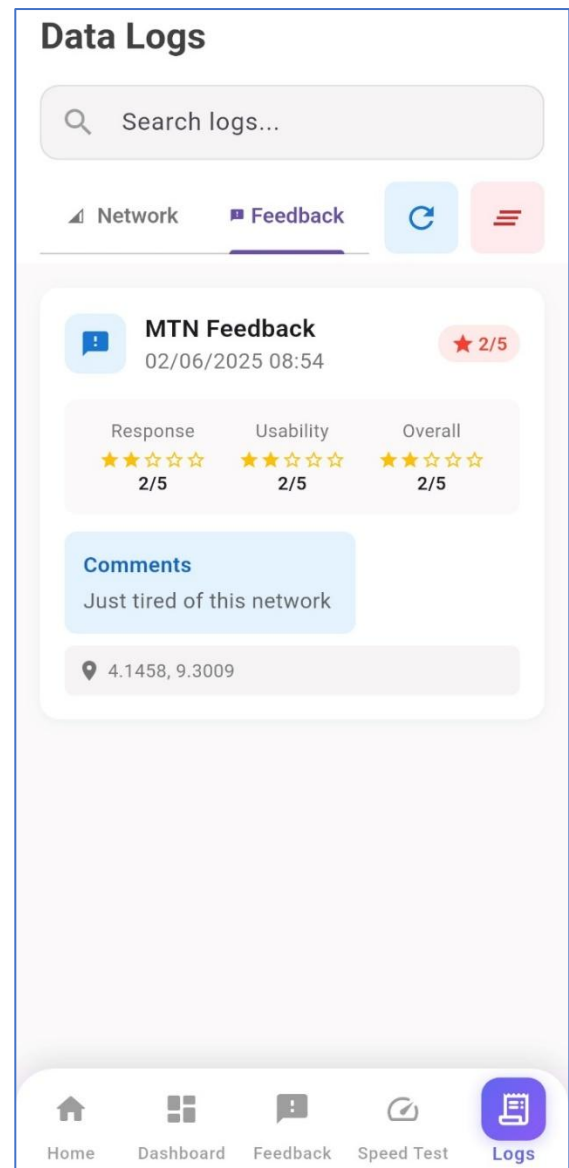 Data Logs
Search logs...
Network Feedback
MTN Feedback
02/06/2025 08:54
2/5
Response Usability Overall
2/5 2/5 2/5
Comments
Just tired of this network
4.1458, 9.3009
Home Dashboard Feedback Speed Test Logs